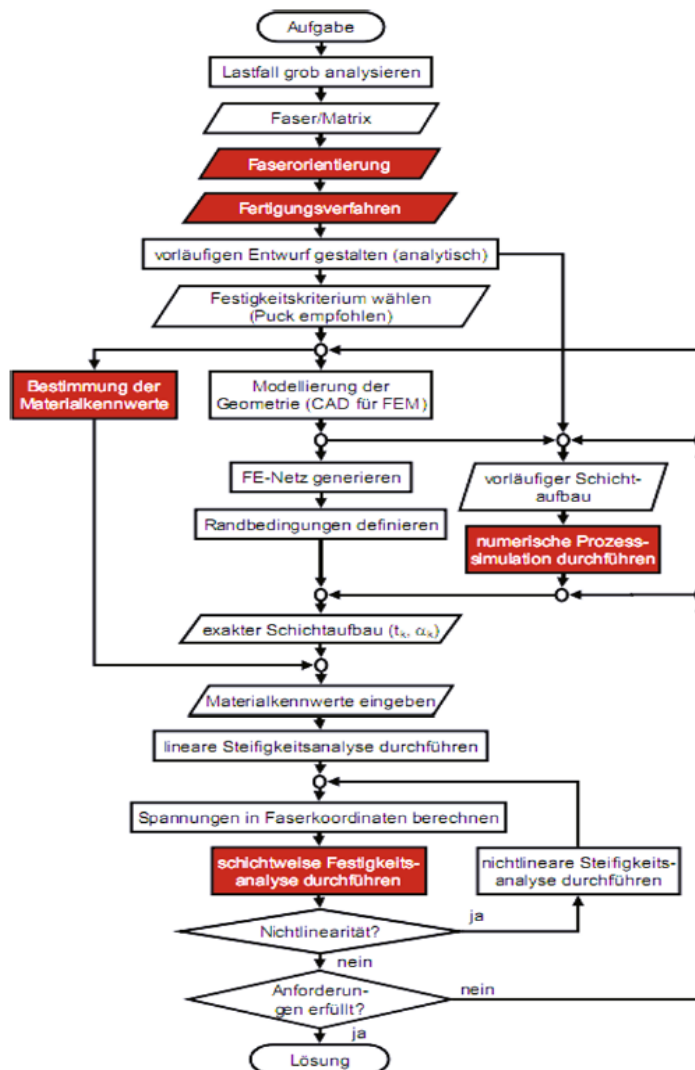 Aufgabe
Lastfall grob analysieren
Faser/Matrix
Faserorientierung
Fertigungsverfahren
vorläufigen Entwurf gestalten (analytisch)
Festigkeitskriterium wählen
(Puck empfohlen)
Bestimmung der
Materialkennwerte
Modellierung der
Geometrie (CAD für FEM)
FE-Netz generieren
Randbedingungen definieren
vorläufiger Schicht-
aufbau
numerische Prozess-
simulation durchführen
exakter Schichtaufbau (tₖ, αₖ)
Materialkennwerte eingeben
lineare Steifigkeitsanalyse durchführen
Spannungen in Faserkoordinaten berechnen
schichtweise Festigkeits-
analyse durchführen
nichtlineare Steifigkeits-
analyse durchführen
Nichtlinearität?
ja
nein
Anforderun-
gen erfüllt?
nein
ja
Lösung